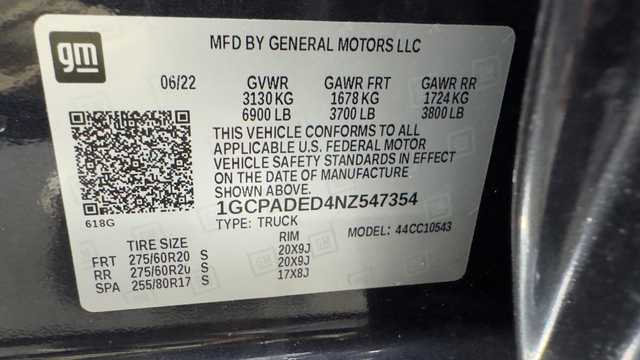 gm
MFD BY GENERAL MOTORS LLC
06/22 GVWR GAWR FRT GAWR RR
3130 KG 1678 KG 1724 KG
6900 LB 3700 LB 3800 LB
THIS VEHICLE CONFORMS TO ALL
APPLICABLE U.S. FEDERAL MOTOR
VEHICLE SAFETY STANDARDS IN EFFECT
ON THE DATE OF MANUFACTURE
SHOWN ABOVE.
618G
1GCPADED4NZ547354
TYPE: TRUCK MODEL: 44CC10543
TIRE SIZE RIM
FRT 275/60R20 S 20X9J
RR 275/60R20 S 20X9J
SPA 255/80R17 S 17X8J